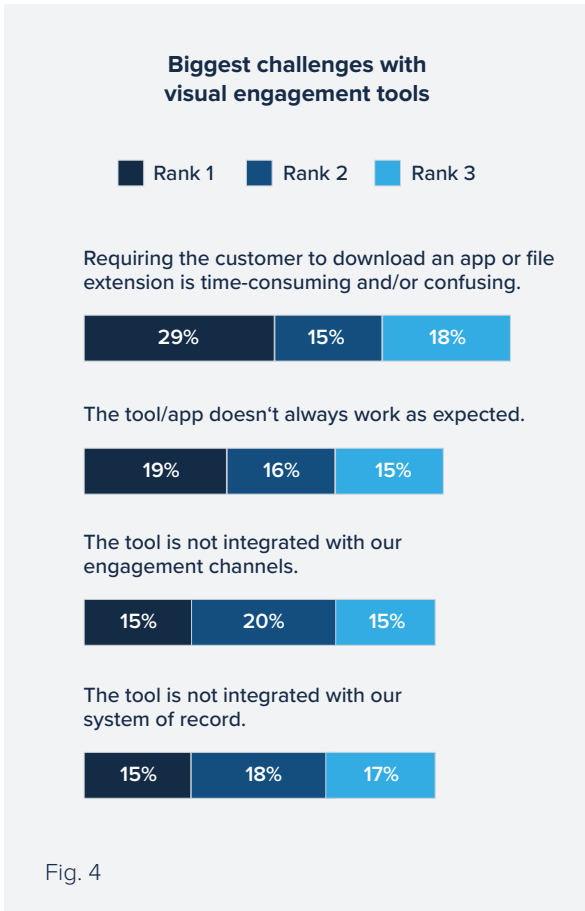 Biggest challenges with
visual engagement tools
Rank 1 Rank 2 Rank 3
Requiring the customer to download an app or file
extension is time-consuming and/or confusing.
29% 15% 18%
The tool/app doesn‘t always work as expected.
19% 16% 15%
The tool is not integrated with our
engagement channels.
15% 20% 15%
The tool is not integrated with our
system of record.
15% 18% 17%
Fig. 4